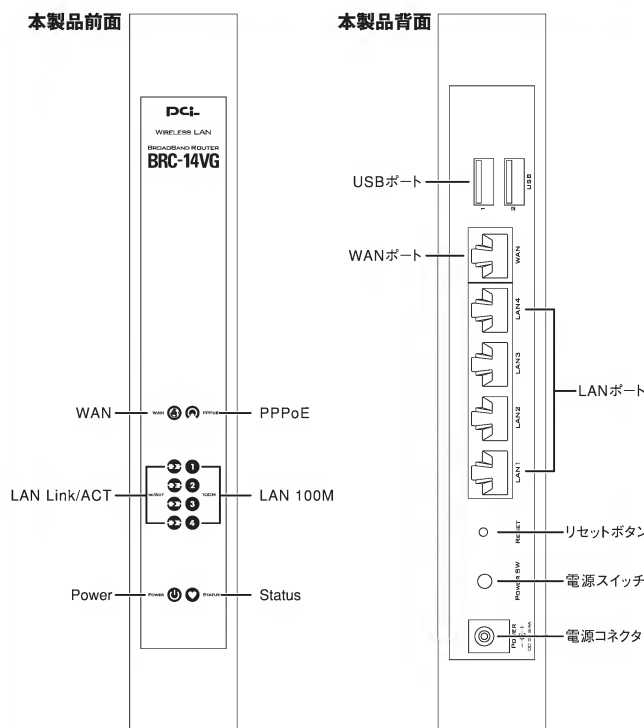 本製品前面
PCi
WIRELESS LAN
BROADBAND ROUTER
BRC-14VG
WAN
WAN
PPPoE
PPPoE
LAN Link/ACT
1
2
3
4
100M
LAN 100M
Power
POWER
STATUS
Status
本製品背面
USBポート
1
2
USB
WANポート
WAN
LAN4
LAN3
LANポート
LAN2
LAN1
RESET
リセットボタン
POWER SW
電源スイッチ
POWER
電源コネクタ